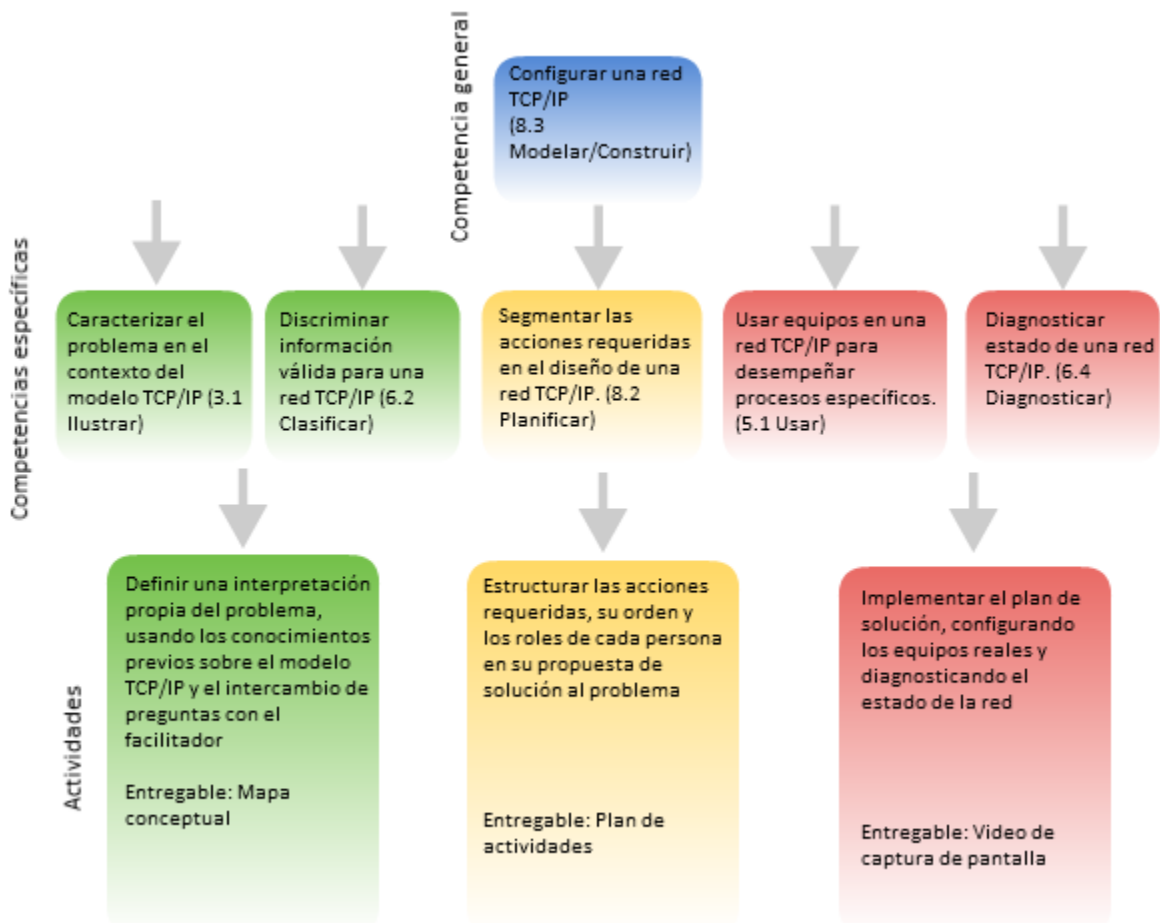 Competencia general
Configurar una red
TCP/IP
(8.3
Modelar/Construir)
Competencias específicas
Caracterizar el
problema en el
contexto del
modelo TCP/IP (3.1
Ilustrar)
Discriminar
información
válida para una
red TCP/IP (6.2
Clasificar)
Segmentar las
acciones requeridas
en el diseño de una
red TCP/IP. (8.2
Planificar)
Usar equipos en una
red TCP/IP para
desempeñar
procesos específicos.
(5.1 Usar)
Diagnosticar
estado de una red
TCP/IP. (6.4
Diagnosticar)
Actividades
Definir una interpretación
propia del problema,
usando los conocimientos
previos sobre el modelo
TCP/IP y el intercambio de
preguntas con el
facilitador
Entregable: Mapa
conceptual
Estructurar las acciones
requeridas, su orden y
los roles de cada persona
en su propuesta de
solución al problema
Entregable: Plan de
actividades
Implementar el plan de
solución, configurando
los equipos reales y
diagnosticando el
estado de la red
Entregable: Video de
captura de pantalla